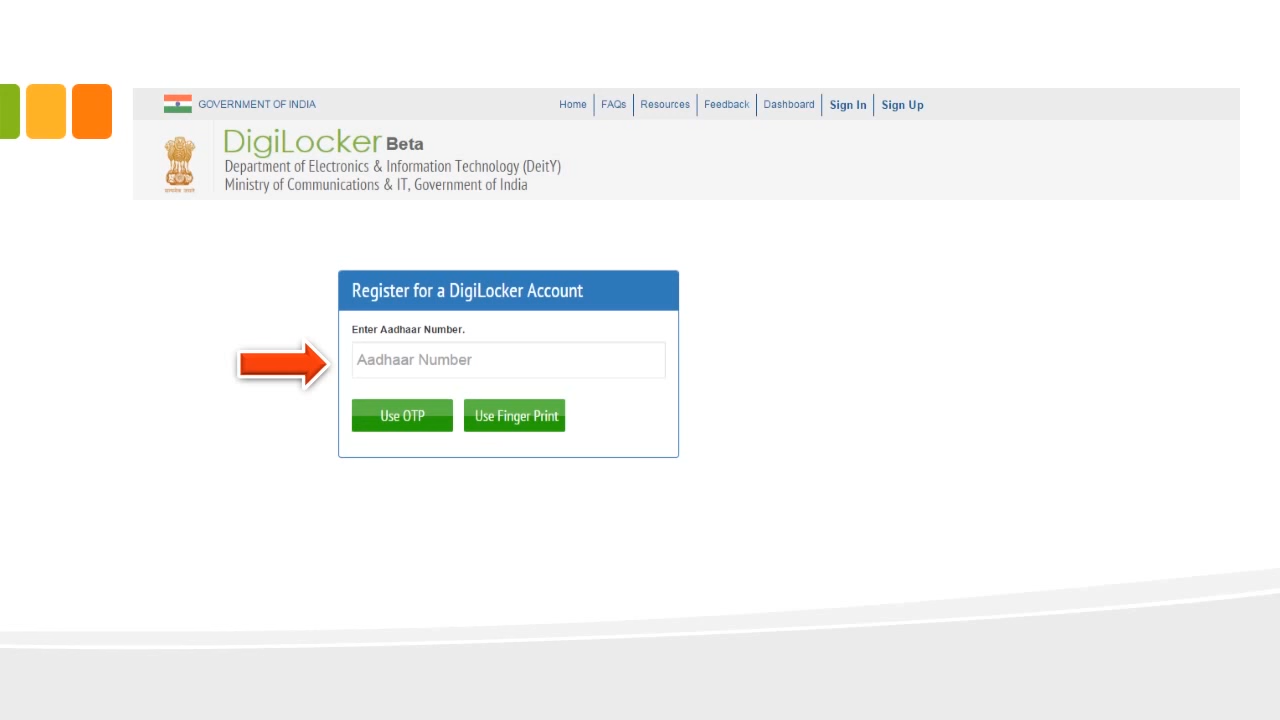 GOVERNMENT OF INDIA
Home FAQs Resources Feedback Dashboard Sign In Sign Up
DigiLocker Beta
Department of Electronics & Information Technology (DeitY)
Ministry of Communications & IT, Government of India
Register for a DigiLocker Account
Enter Aadhaar Number.
Aadhaar Number
Use OTP Use Finger Print